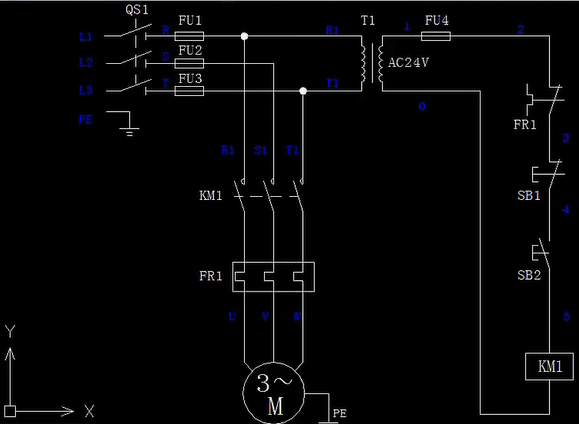 QS1
FU1
T1
L1
R
R1
1
FU4
2
L2
S
FU2
AC24V
L3
T
FU3
T1
0
PE
FR1
3
R1
S1
T1
KM1
SB1
4
SB2
FR1
U
V
W
5
KM1
3~
M
PE
Y
X